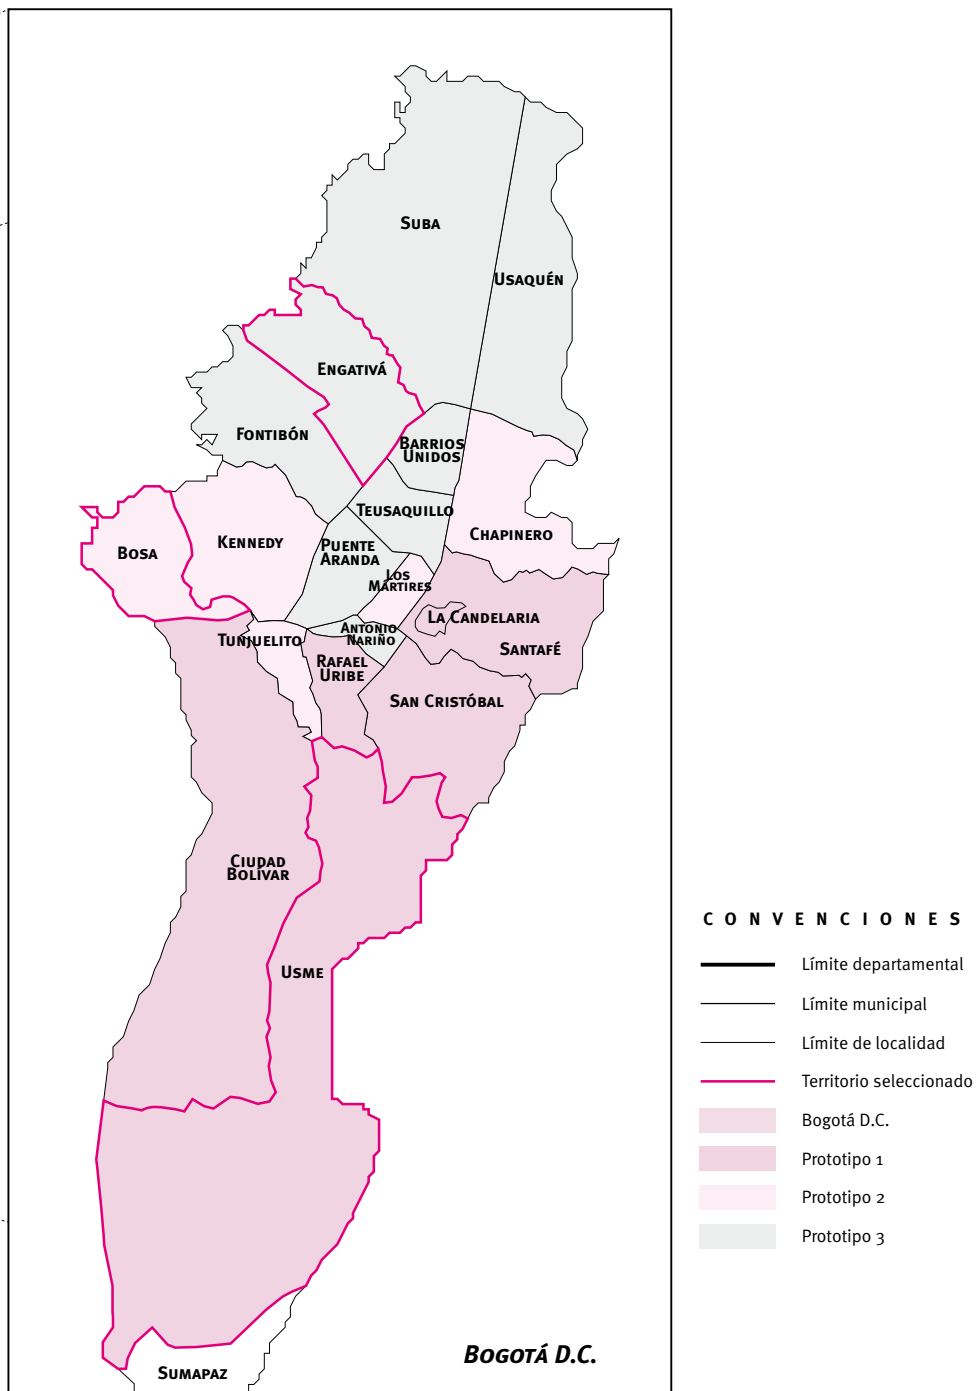 Suba
Usaquén
Engativá
Fontibón
Barrios
Unidos
Teusaquillo
Chapinero
Kennedy
Bosa
Puente
Aranda
Los
Mártires
La Candelaria
Antonio
Nariño
Tunjuelito
Santafé
Rafael
Uribe
San Cristóbal
Ciudad
Bolívar
Usme
Sumapaz
Bogotá D.C.
CONVENCIONES
Límite departamental
Límite municipal
Límite de localidad
Territorio seleccionado
Bogotá D.C.
Prototipo 1
Prototipo 2
Prototipo 3